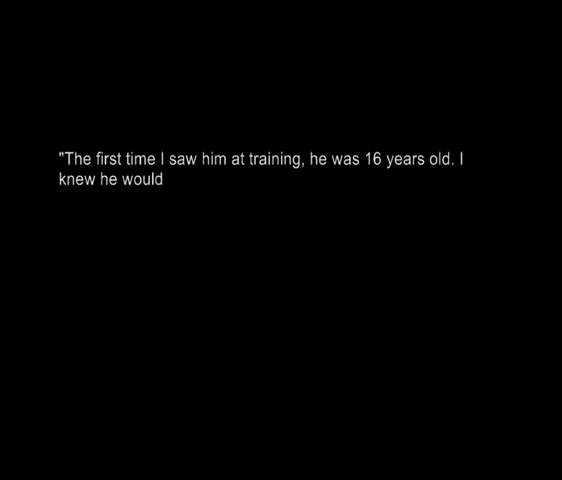 "The first time I saw him at training, he was 16 years old. I
knew he would